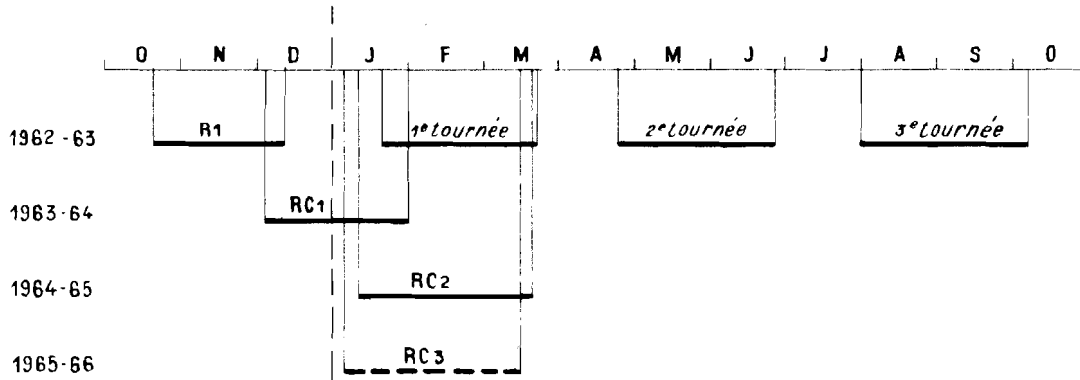 O N D J F M A M J J A S O
1962-63 R1 1e tournée 2e tournée 3e tournée
1963-64 RC1
1964-65 RC2
1965-66 RC3